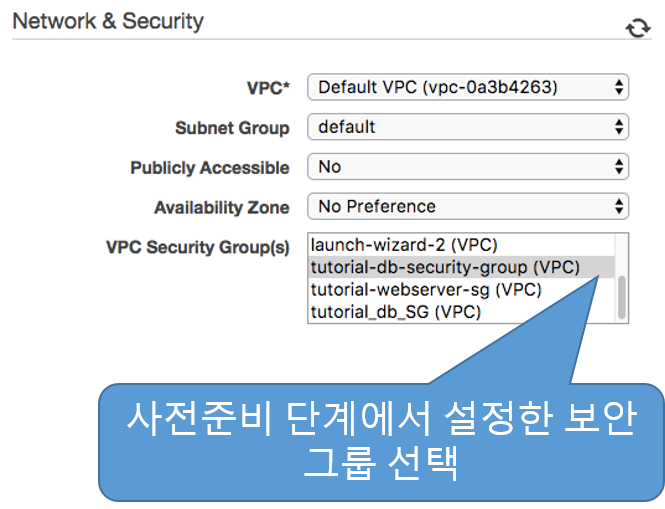 Network & Security
VPC*
Default VPC (vpc-0a3b4263)
Subnet Group
default
Publicly Accessible
No
Availability Zone
No Preference
VPC Security Group(s)
launch-wizard-2 (VPC)
tutorial-db-security-group (VPC)
tutorial-webserver-sg (VPC)
tutorial_db_SG (VPC)
사전준비 단계에서 설정한 보안
그룹 선택